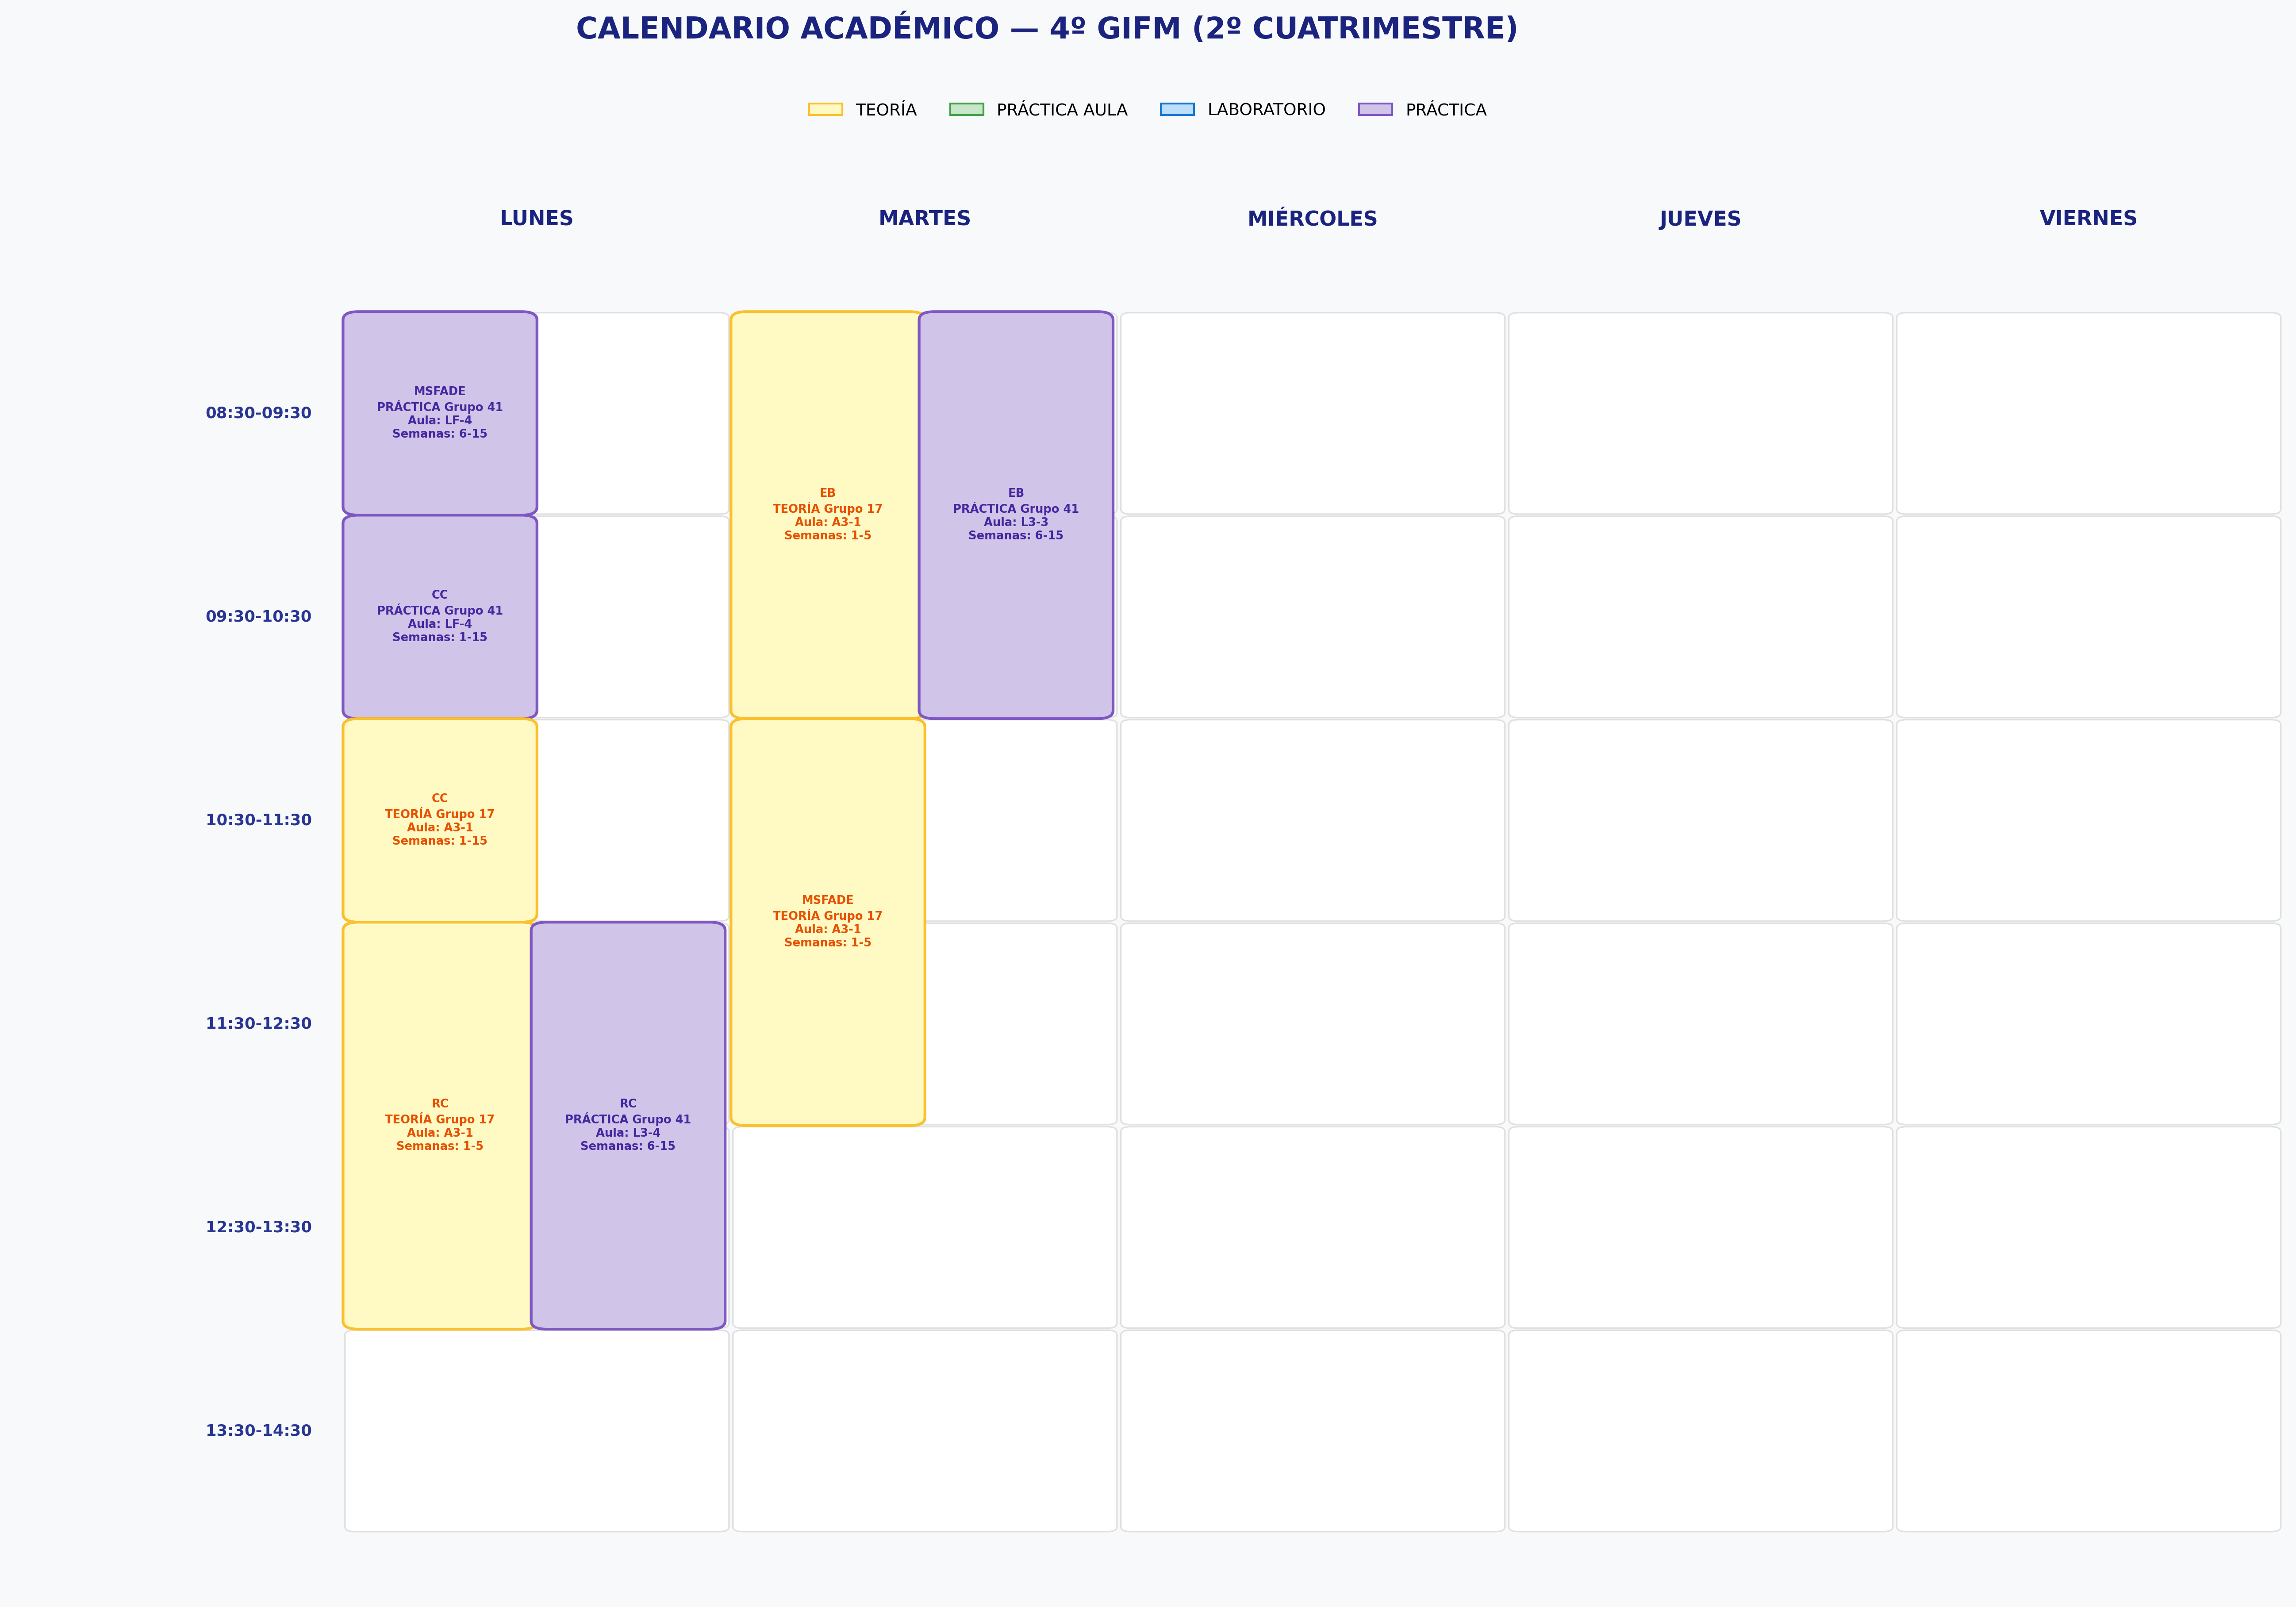 CALENDARIO ACADÉMICO — 4º GIFM (2º CUATRIMESTRE)
TEORÍA
PRÁCTICA AULA
LABORATORIO
PRÁCTICA
LUNES
MARTES
MIÉRCOLES
JUEVES
VIERNES
08:30-09:30
MSFADE
PRÁCTICA Grupo 41
Aula: LF-4
Semanas: 6-15
EB
TEORÍA Grupo 17
Aula: A3-1
Semanas: 1-5
EB
PRÁCTICA Grupo 41
Aula: L3-3
Semanas: 6-15
09:30-10:30
CC
PRÁCTICA Grupo 41
Aula: LF-4
Semanas: 1-15
10:30-11:30
CC
TEORÍA Grupo 17
Aula: A3-1
Semanas: 1-15
MSFADE
TEORÍA Grupo 17
Aula: A3-1
Semanas: 1-5
11:30-12:30
RC
TEORÍA Grupo 17
Aula: A3-1
Semanas: 1-5
RC
PRÁCTICA Grupo 41
Aula: L3-4
Semanas: 6-15
12:30-13:30
13:30-14:30